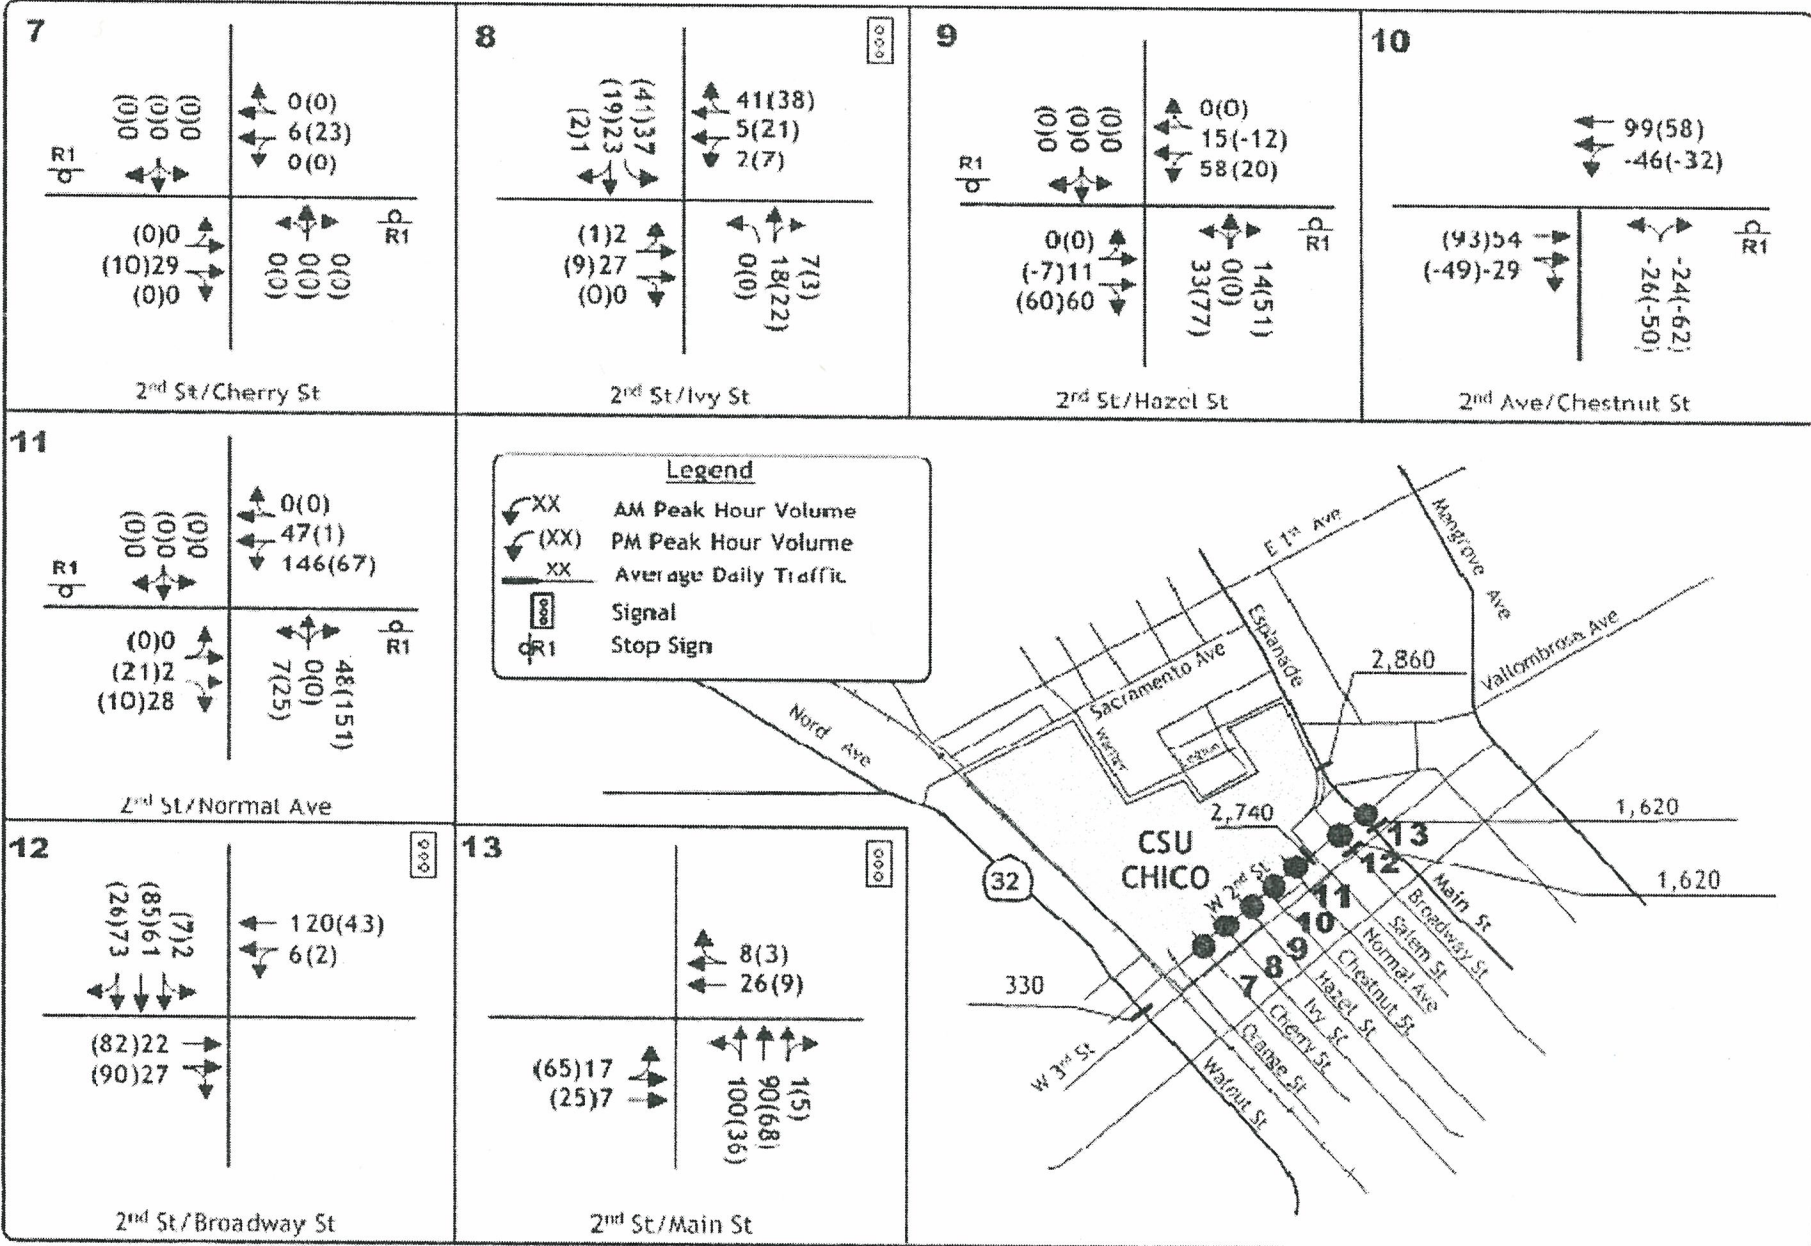 7
(0)0
(0)0
(0)0
0(0)
6(23)
0(0)
R1
(0)0
(10)29
(0)0
0(0)
0(0)
0(0)
R1
2nd St/Cherry St
8
(2)1
(19)23
(41)37
41(38)
5(21)
2(7)
(1)2
(9)27
(0)0
0(0)
18(22)
7(3)
2nd St/Ivy St
9
(0)0
(0)0
(0)0
0(0)
15(-12)
58(20)
R1
0(0)
(-7)11
(60)60
33(77)
0(0)
14(51)
R1
2rd St/Hazel St
10
99(58)
-46(-32)
(93)54
(-49)-29
-26(-50)
-24(-62)
R1
2nd Ave/Chestnut St
11
(0)0
(0)0
(0)0
0(0)
47(1)
146(67)
R1
(0)0
(21)2
(10)28
7(25)
0(0)
48(151)
R1
2nd St/Normal Ave
Legend
XX AM Peak Hour Volume
(XX) PM Peak Hour Volume
XX Average Daily Traffic
Signal
R1 Stop Sign
12
(26)73
(85)61
(7)2
120(43)
6(2)
(82)22
(90)27
2nd St/Broadway St
13
8(3)
26(9)
(65)17
(25)7
100(36)
90(68)
1(5)
2nd St/Main St
E 1st Ave
Mangrove Ave
Esplanade
Sacramento Ave
Vallombrosa Ave
2,860
Nord Ave
Warner
2,740
1,620
CSU
CHICO
32
W 2nd St
13
12
11
10
9
8
7
1,620
Main St
Broadway St
Salem St
Normal Ave
Chestnut St
Hazel St
Ivy St
Cherry St
Orange St
Walnut St
330
W 3rd St